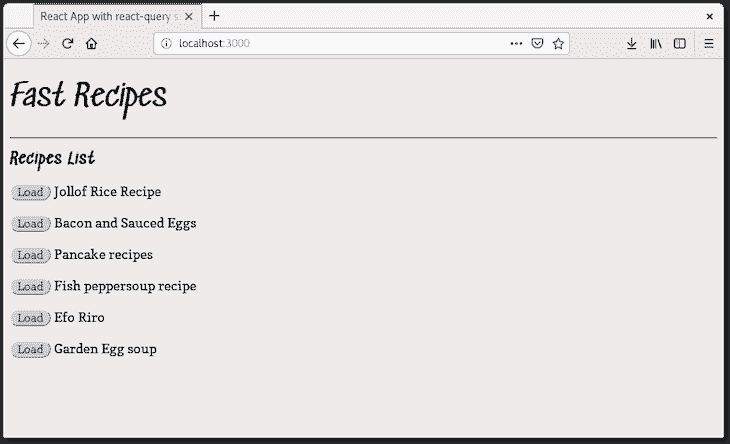 React App with react-query s
localhost:3000
Fast Recipes
Recipes List
Load Jollof Rice Recipe
Load Bacon and Sauced Eggs
Load Pancake recipes
Load Fish peppersoup recipe
Load Efo Riro
Load Garden Egg soup